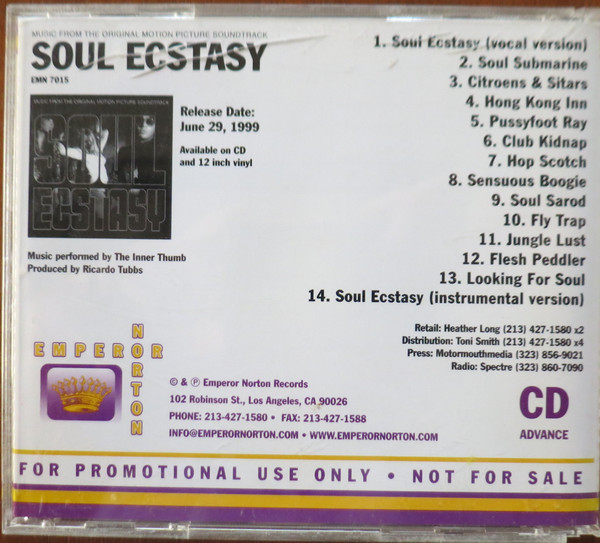 MUSIC FROM THE ORIGINAL MOTION PICTURE SOUNDTRACK
SOUL ECSTASY
EMN 7015
MUSIC FROM THE ORIGINAL MOTION PICTURE SOUNDTRACK
SOUL
ECSTASY
Release Date:
June 29, 1999
Available on CD
and 12 inch vinyl
Music performed by The Inner Thumb
Produced by Ricardo Tubbs
1. Soul Ecstasy (vocal version)
2. Soul Submarine
3. Citroens & Sitars
4. Hong Kong Inn
5. Pussyfoot Ray
6. Club Kidnap
7. Hop Scotch
8. Sensuous Boogie
9. Soul Sarod
10. Fly Trap
11. Jungle Lust
12. Flesh Peddler
13. Looking For Soul
14. Soul Ecstasy (instrumental version)
Retail: Heather Long (213) 427-1580 x2
Distribution: Toni Smith (213) 427-1580 x4
Press: Motormouthmedia (323) 856-9021
Radio: Spectre (323) 860-7090
EMPEROR
NORTON
© & ℗ Emperor Norton Records
102 Robinson St., Los Angeles, CA 90026
PHONE: 213-427-1580 • FAX: 213-427-1588
INFO@EMPERORNORTON.COM • WWW.EMPERORNORTON.COM
CD
ADVANCE
FOR PROMOTIONAL USE ONLY • NOT FOR SALE